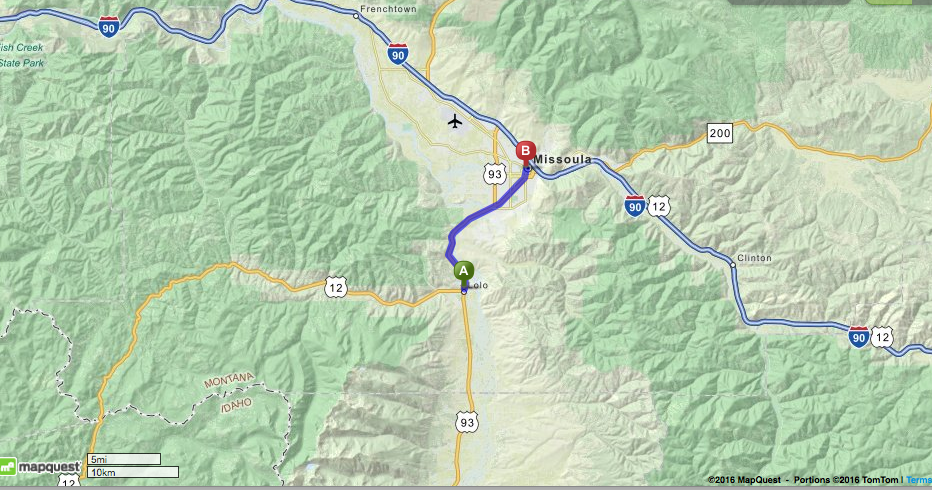 Frenchtown
90
90
ish Creek
State Park
200
B
Missoula
93
90
12
A
Lolo
Clinton
12
90
12
MONTANA
IDAHO
93
mapquest
5mi
10km
12
©2016 MapQuest - Portions ©2016 TomTom | Terms